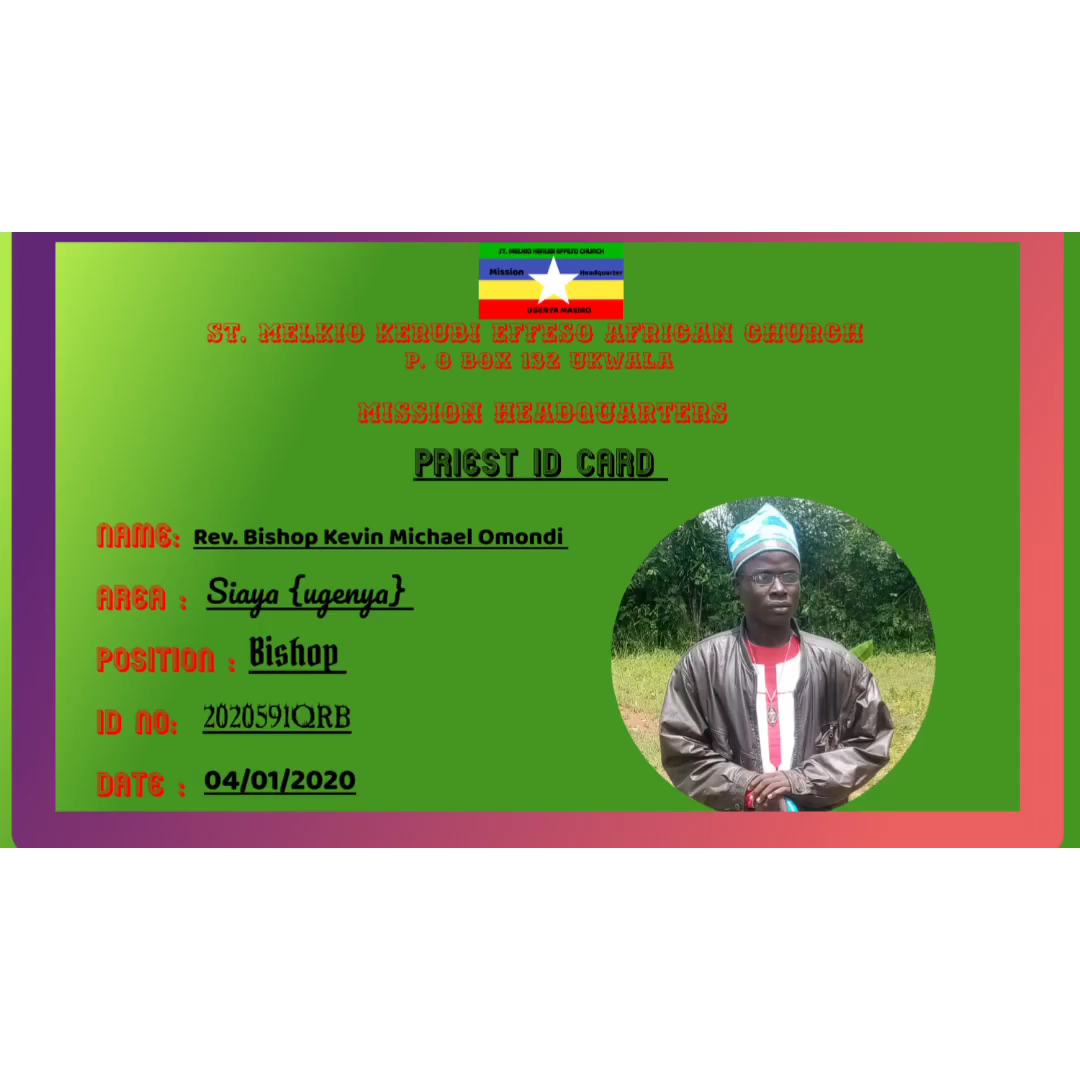 ST. MELKIO KERUBI EFFESO CHURCH
Mission Headquarter
UGENYA MASIRO
ST. MELKIO KERUBI EFFESO AFRICAN CHURCH
P. O BOX 132 UKWALA
MISSION HEADQUARTERS
PRIEST ID CARD
NAME: Rev. Bishop Kevin Michael Omondi
AREA : Siaya {ugenya}
POSITION : Bishop
ID NO: 2020591QRB
DATE : 04/01/2020